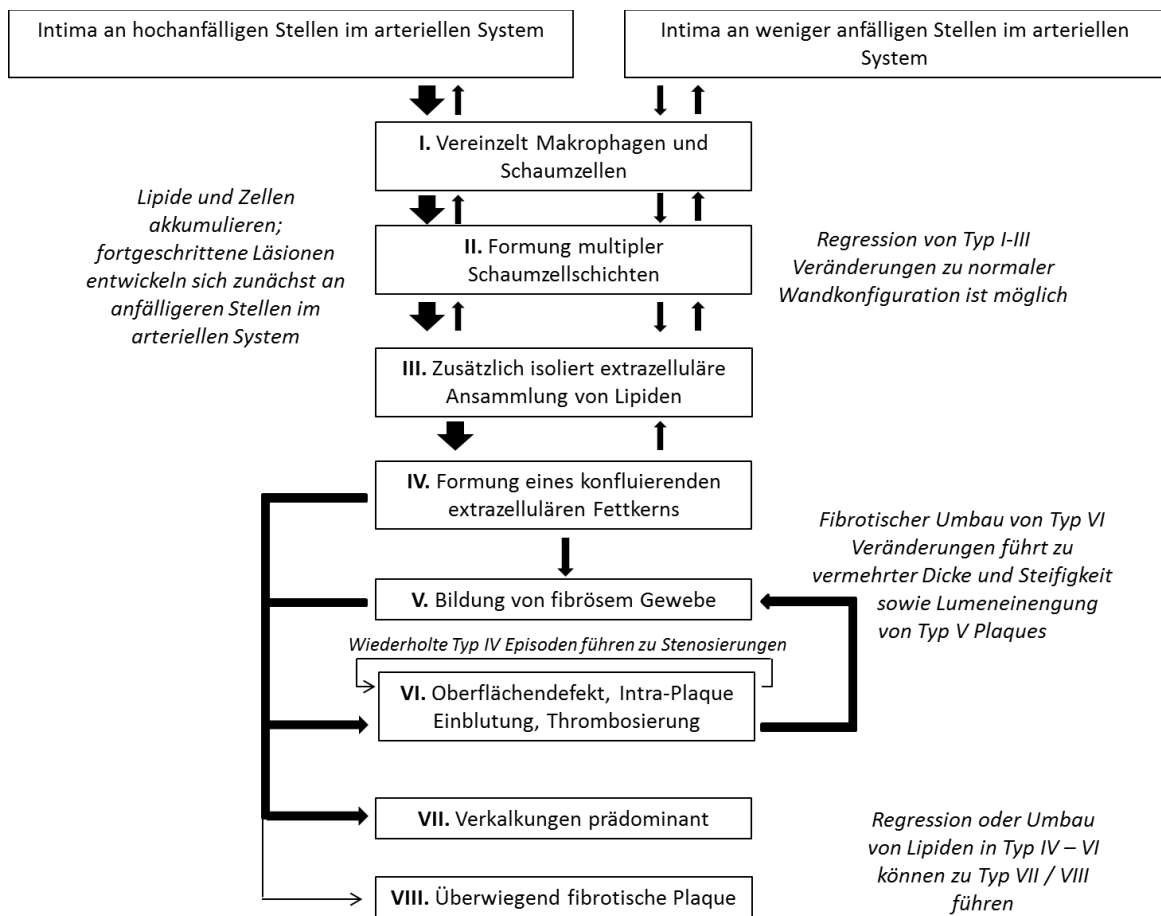 Intima an hochanfälligen Stellen im arteriellen System
Intima an weniger anfälligen Stellen im arteriellen
System
I. Vereinzelt Makrophagen und
Schaumzellen
Lipide und Zellen
akkumulieren;
fortgeschrittene Läsionen
entwickeln sich zunächst an
anfälligeren Stellen im
arteriellen System
II. Formung multipler
Schaumzellschichten
Regression von Typ I-III
Veränderungen zu normaler
Wandkonfiguration ist möglich
III. Zusätzlich isoliert extrazelluläre
Ansammlung von Lipiden
IV. Formung eines konfluierenden
extrazellulären Fettkerns
Fibrotischer Umbau von Typ VI
Veränderungen führt zu
vermehrter Dicke und Steifigkeit
sowie Lumeneinengung
von Typ V Plaques
V. Bildung von fibrösem Gewebe
Wiederholte Typ IV Episoden führen zu Stenosierungen
VI. Oberflächendefekt, Intra-Plaque
Einblutung, Thrombosierung
VII. Verkalkungen prädominant
Regression oder Umbau
von Lipiden in Typ IV – VI
können zu Typ VII / VIII
führen
VIII. Überwiegend fibrotische Plaque